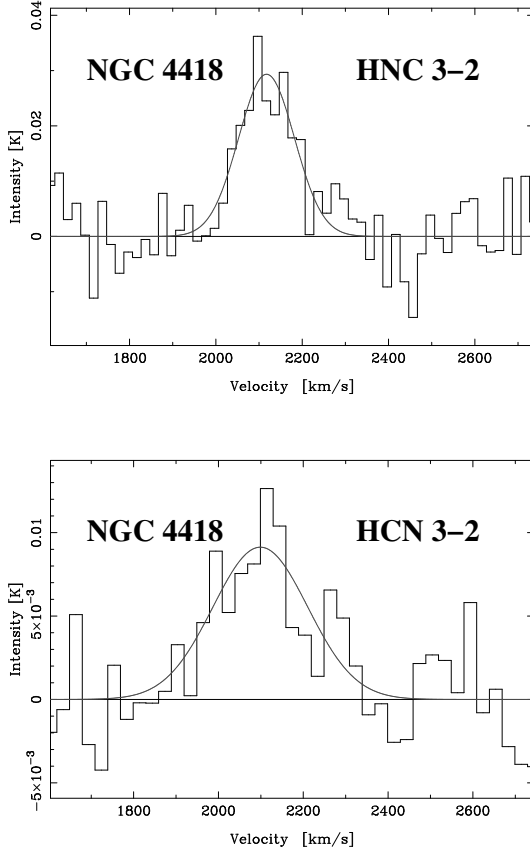 0.04
NGC 4418 HNC 3−2
0.02
Intensity [K]
0
1800 2000 2200 2400 2600
Velocity [km/s]
NGC 4418 HCN 3−2
0.01
5×10⁻³
Intensity [K]
0
−5×10⁻³
1800 2000 2200 2400 2600
Velocity [km/s]